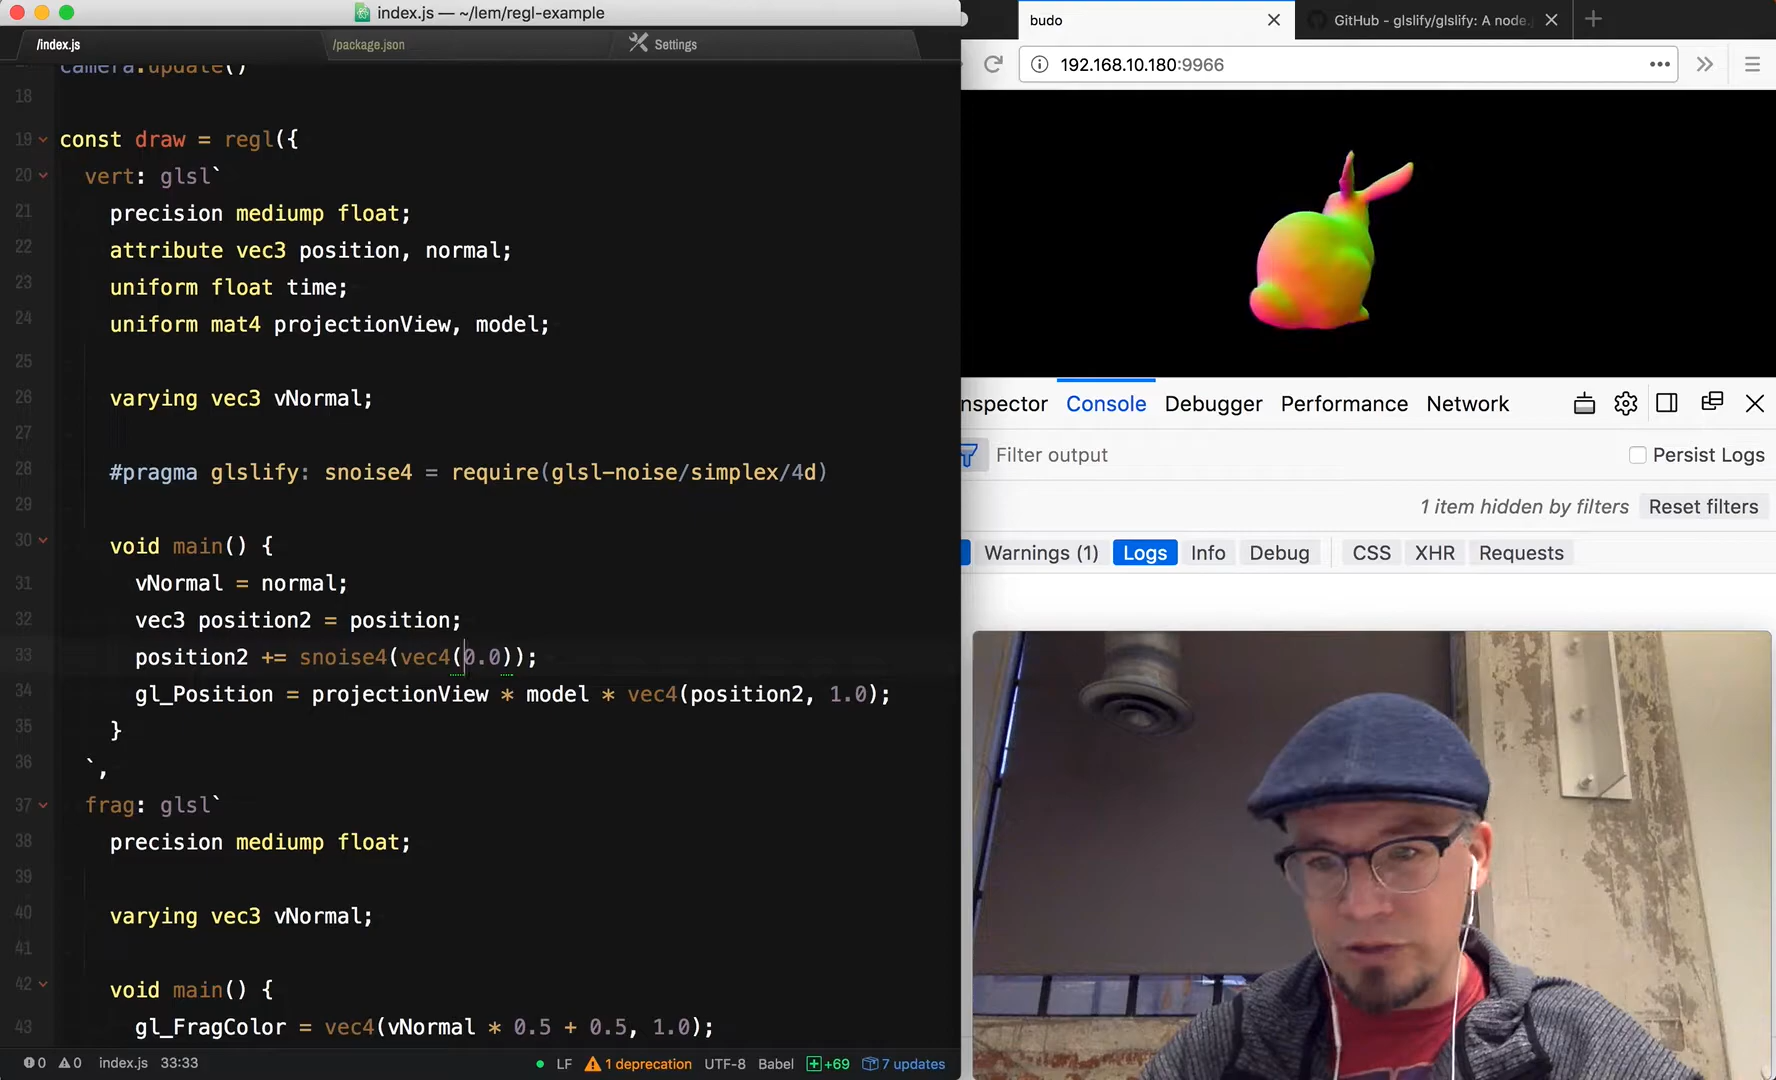 index.js — ~/lem/regl-example
/index.js
/package.json
Settings
camera.update()
18
19 const draw = regl({
20 vert: glsl`
21 precision mediump float;
22 attribute vec3 position, normal;
23 uniform float time;
24 uniform mat4 projectionView, model;
25
26 varying vec3 vNormal;
27
28 #pragma glslify: snoise4 = require(glsl-noise/simplex/4d)
29
30 void main() {
31 vNormal = normal;
32 vec3 position2 = position;
33 position2 += snoise4(vec4(0.0));
34 gl_Position = projectionView * model * vec4(position2, 1.0);
35 }
36 `,
37 frag: glsl`
38 precision mediump float;
39
40 varying vec3 vNormal;
41
42 void main() {
43 gl_FragColor = vec4(vNormal * 0.5 + 0.5, 1.0);
0 0 index.js 33:33 LF 1 deprecation UTF-8 Babel +69 7 updates
budo
GitHub - glslify/glslify: A node.
192.168.10.180:9966
nspector Console Debugger Performance Network
Filter output
Persist Logs
1 item hidden by filters
Reset filters
Warnings (1) Logs Info Debug CSS XHR Requests